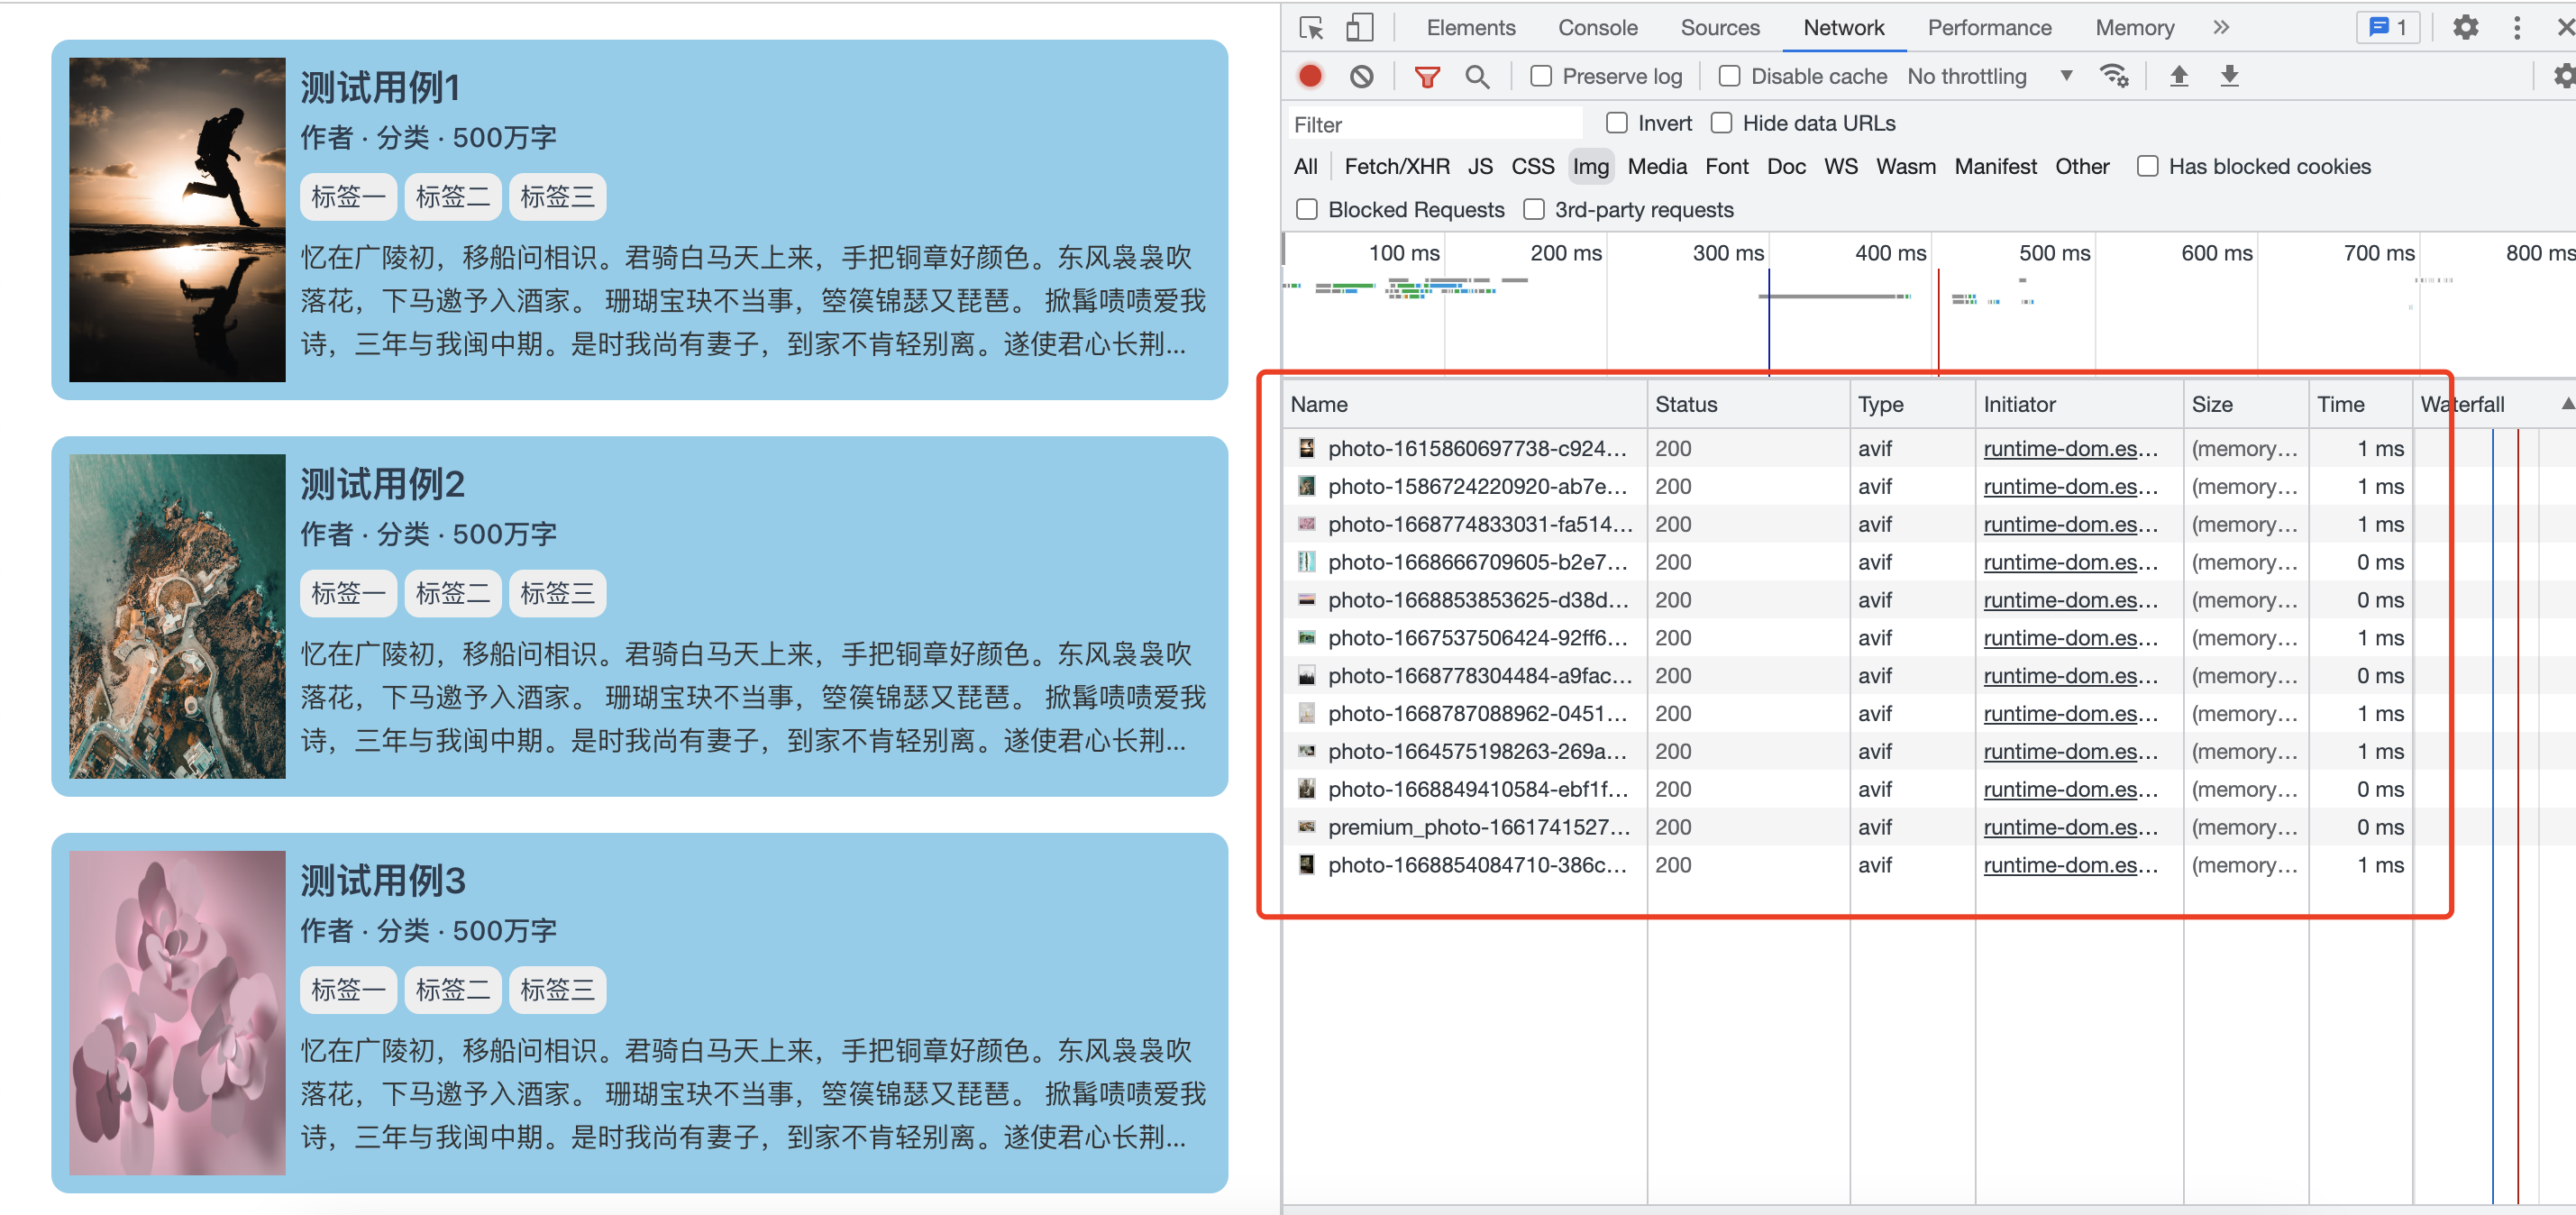 测试用例1
作者 · 分类 · 500万字
标签一 标签二 标签三
忆在广陵初，移船问相识。君骑白马天上来，手把铜章好颜色。东风袅袅吹
落花，下马邀予入酒家。 珊瑚宝玦不当事，箜篌锦瑟又琵琶。 掀髯啧啧爱我
诗，三年与我闽中期。是时我尚有妻子，到家不肯轻别离。遂使君心长荆...
测试用例2
作者 · 分类 · 500万字
标签一 标签二 标签三
忆在广陵初，移船问相识。君骑白马天上来，手把铜章好颜色。东风袅袅吹
落花，下马邀予入酒家。 珊瑚宝玦不当事，箜篌锦瑟又琵琶。 掀髯啧啧爱我
诗，三年与我闽中期。是时我尚有妻子，到家不肯轻别离。遂使君心长荆...
测试用例3
作者 · 分类 · 500万字
标签一 标签二 标签三
忆在广陵初，移船问相识。君骑白马天上来，手把铜章好颜色。东风袅袅吹
落花，下马邀予入酒家。 珊瑚宝玦不当事，箜篌锦瑟又琵琶。 掀髯啧啧爱我
诗，三年与我闽中期。是时我尚有妻子，到家不肯轻别离。遂使君心长荆...
Elements Console Sources Network Performance Memory 1
Preserve log Disable cache No throttling
Filter Invert Hide data URLs
All Fetch/XHR JS CSS Img Media Font Doc WS Wasm Manifest Other Has blocked cookies
Blocked Requests 3rd-party requests
100 ms 200 ms 300 ms 400 ms 500 ms 600 ms 700 ms 800 ms
Name Status Type Initiator Size Time Waterfall
photo-1615860697738-c924... 200 avif runtime-dom.es... (memory... 1 ms
photo-1586724220920-ab7e... 200 avif runtime-dom.es... (memory... 1 ms
photo-1668774833031-fa514... 200 avif runtime-dom.es... (memory... 1 ms
photo-1668666709605-b2e7... 200 avif runtime-dom.es... (memory... 0 ms
photo-1668853853625-d38d... 200 avif runtime-dom.es... (memory... 0 ms
photo-1667537506424-92ff6... 200 avif runtime-dom.es... (memory... 1 ms
photo-1668778304484-a9fac... 200 avif runtime-dom.es... (memory... 0 ms
photo-1668787088962-0451... 200 avif runtime-dom.es... (memory... 1 ms
photo-1664575198263-269a... 200 avif runtime-dom.es... (memory... 1 ms
photo-1668849410584-ebf1f... 200 avif runtime-dom.es... (memory... 0 ms
premium_photo-1661741527... 200 avif runtime-dom.es... (memory... 0 ms
photo-1668854084710-386c... 200 avif runtime-dom.es... (memory... 1 ms